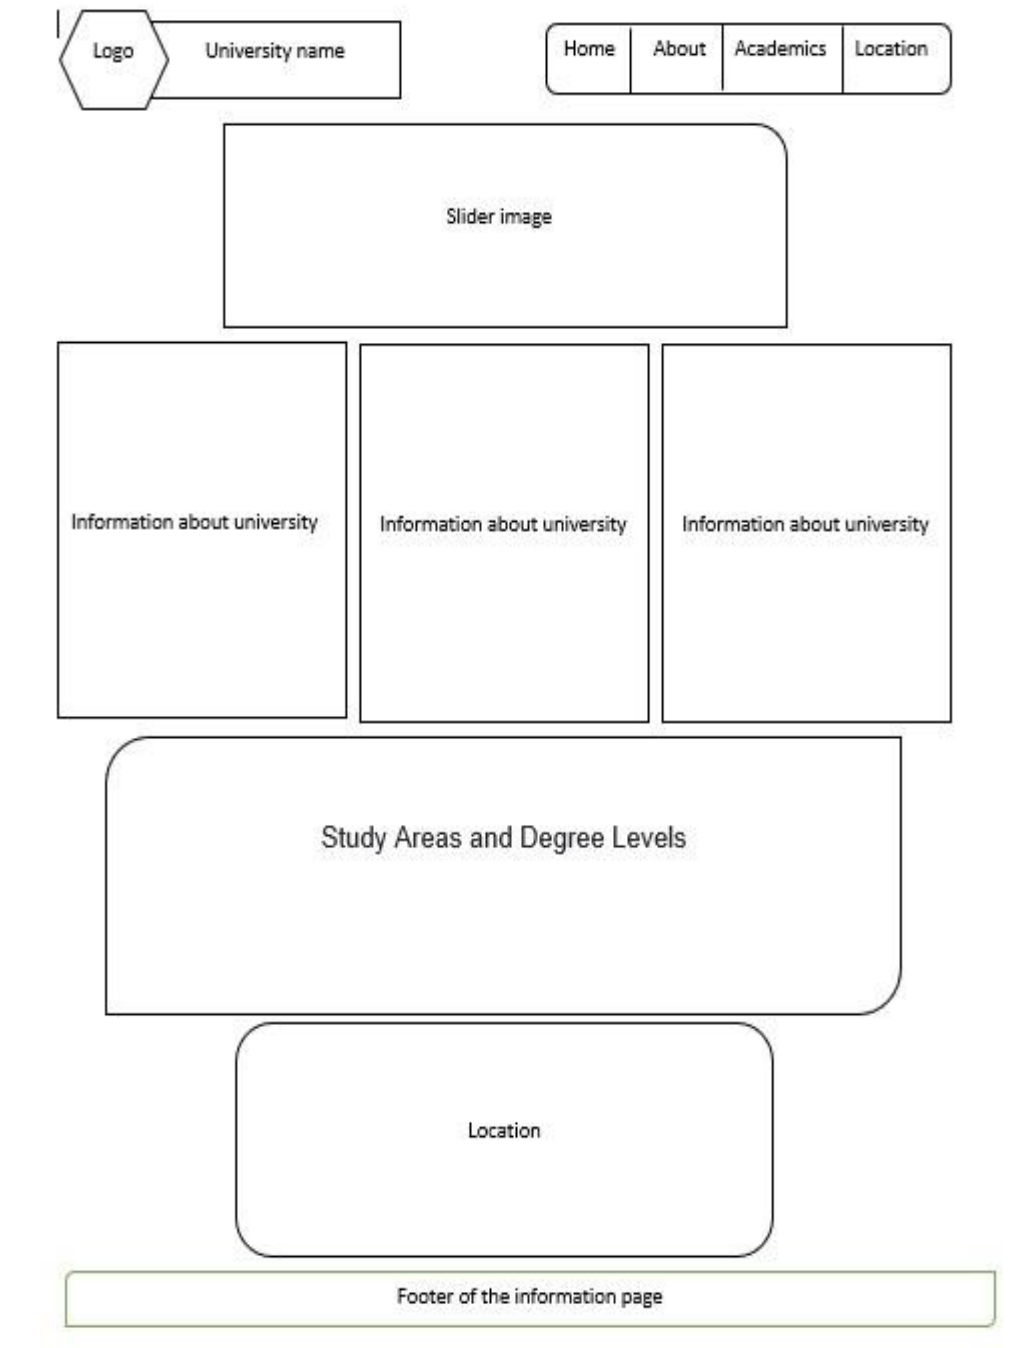 Logo
University name
Home
About
Academics
Location
Slider image
Information about university
Information about university
Information about university
Study Areas and Degree Levels
Location
Footer of the information page